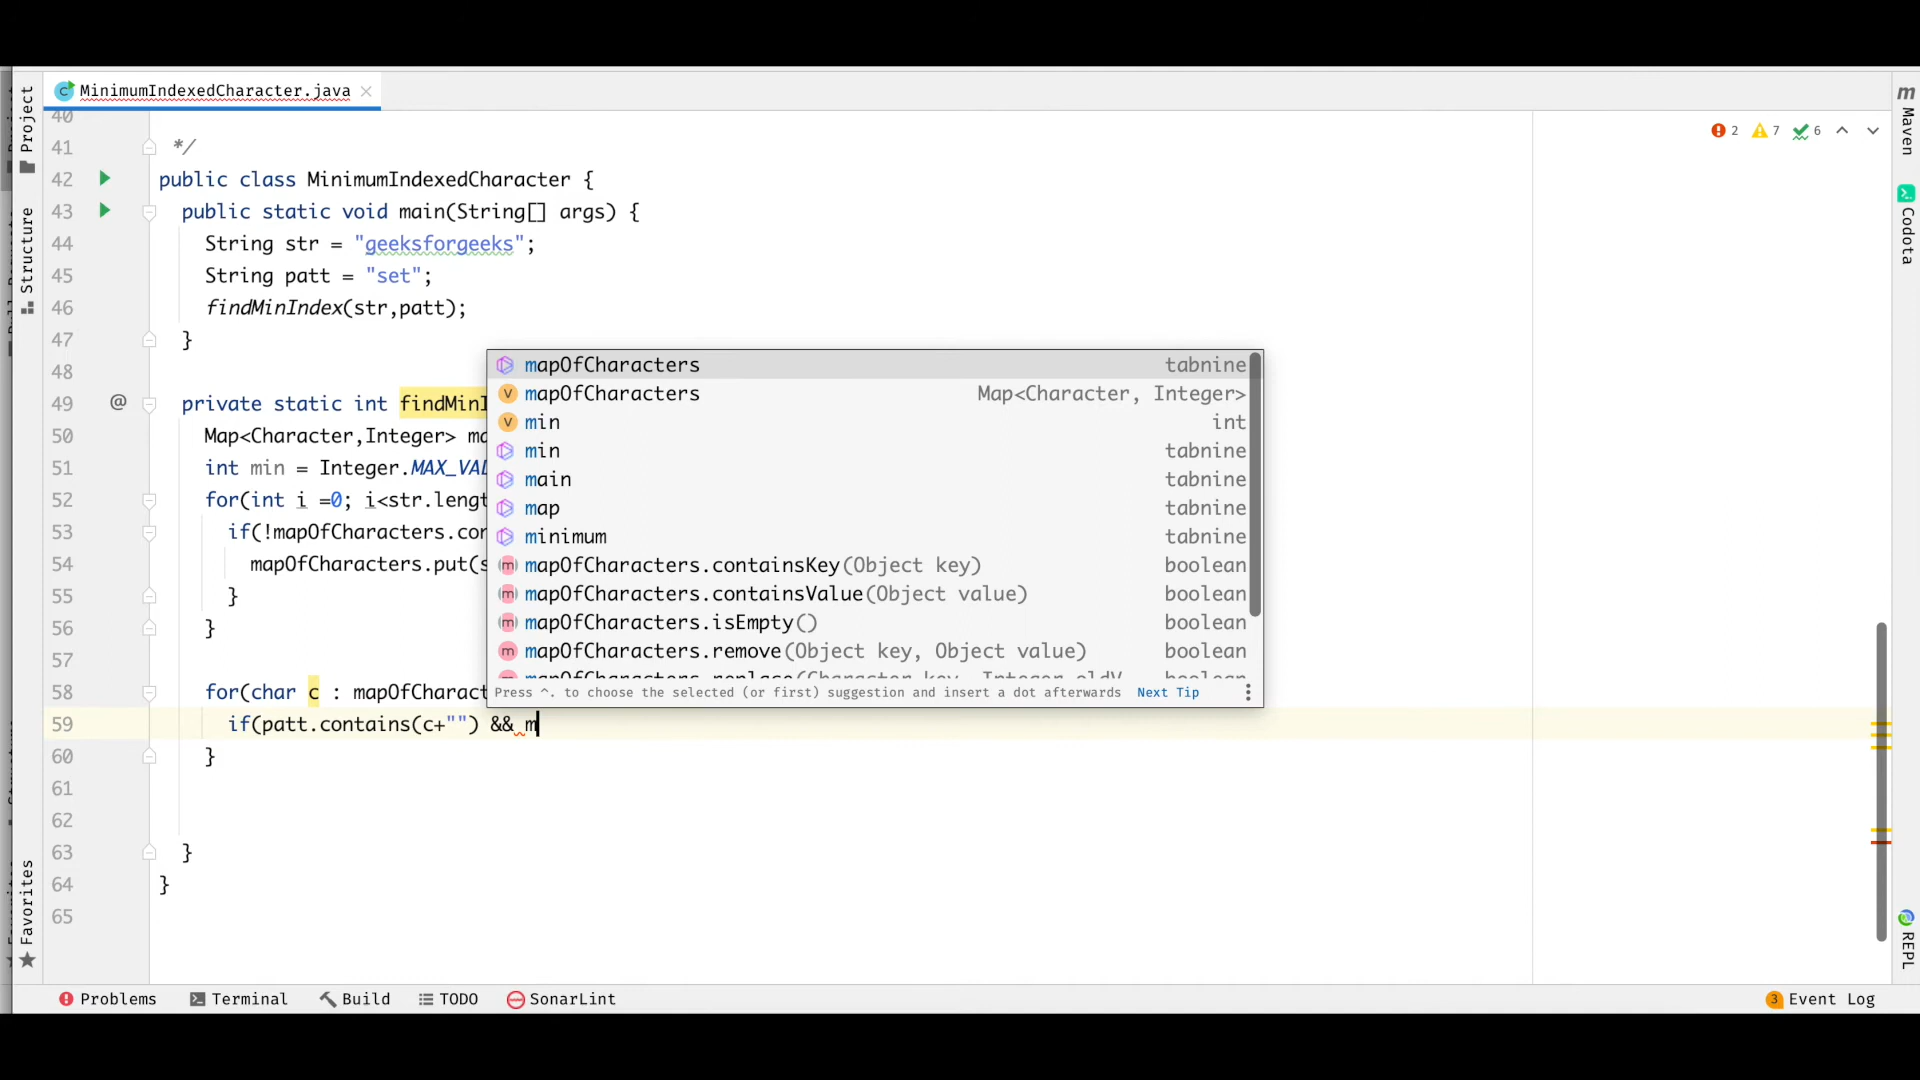 MinimumIndexedCharacter.java
2 7 6
Project
Structure
Favorites
m
Maven
Codota
REPL
40
41 */
42 public class MinimumIndexedCharacter {
43 public static void main(String[] args) {
44 String str = "geeksforgeeks";
45 String patt = "set";
46 findMinIndex(str,patt);
47 }
48
49 @ private static int findMinI
50 Map<Character,Integer> ma
51 int min = Integer.MAX_VAL
52 for(int i =0; i<str.lengt
53 if(!mapOfCharacters.con
54 mapOfCharacters.put(s
55 }
56 }
57
58 for(char c : mapOfCharact
59 if(patt.contains(c+"") && m
60 }
61
62
63 }
64 }
65
mapOfCharacters tabnine
mapOfCharacters Map<Character, Integer>
min int
min tabnine
main tabnine
map tabnine
minimum tabnine
mapOfCharacters.containsKey(Object key) boolean
mapOfCharacters.containsValue(Object value) boolean
mapOfCharacters.isEmpty() boolean
mapOfCharacters.remove(Object key, Object value) boolean
mapOfCharacters.replace(Character key, Integer oldV boolean
Press ^. to choose the selected (or first) suggestion and insert a dot afterwards Next Tip
Problems Terminal Build TODO SonarLint 3 Event Log